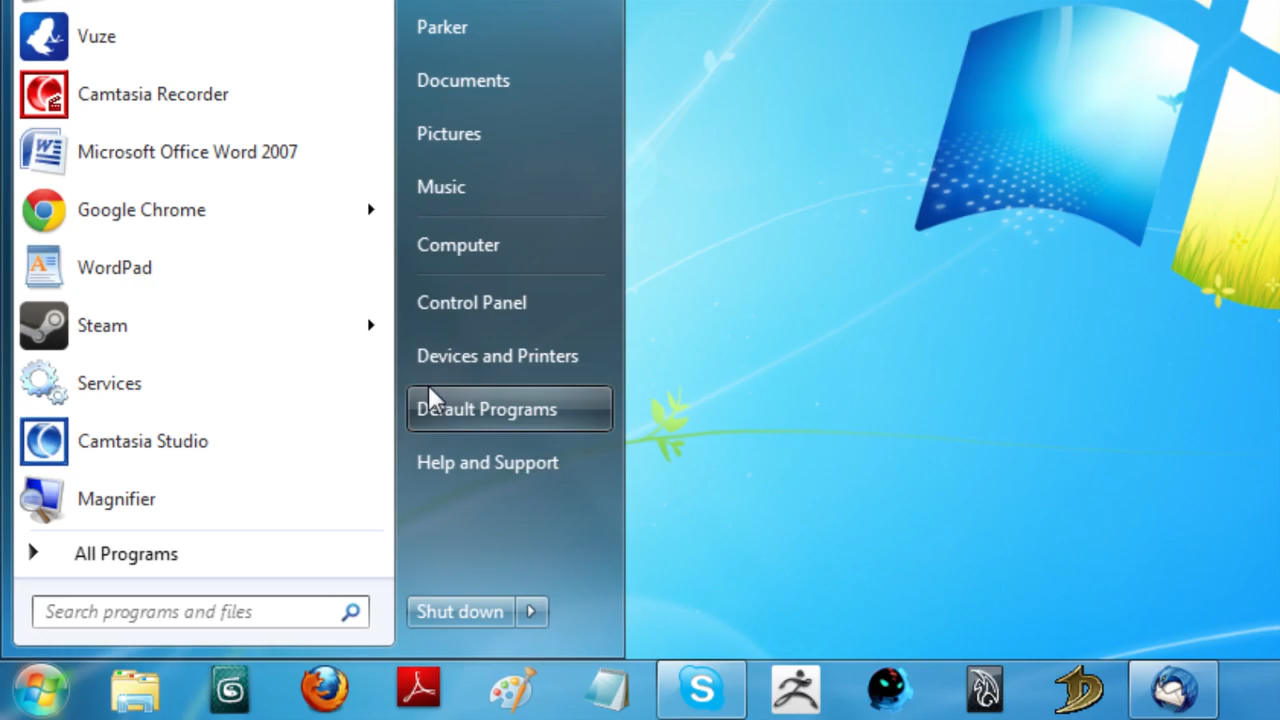 Vuze
Camtasia Recorder
Microsoft Office Word 2007
Google Chrome
WordPad
Steam
Services
Camtasia Studio
Magnifier
All Programs
Search programs and files
Parker
Documents
Pictures
Music
Computer
Control Panel
Devices and Printers
Default Programs
Help and Support
Shut down